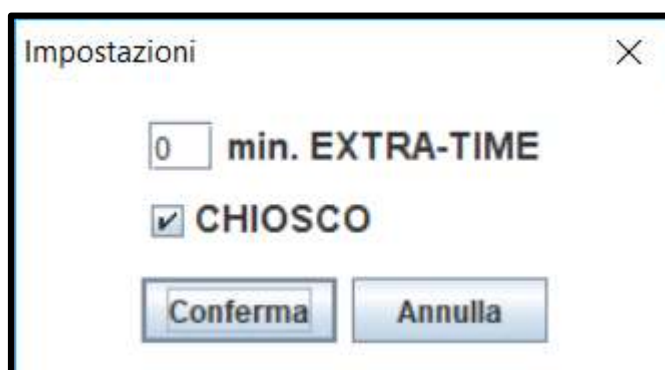 Impostazioni
0 min. EXTRA-TIME
CHIOSCO
Conferma Annulla